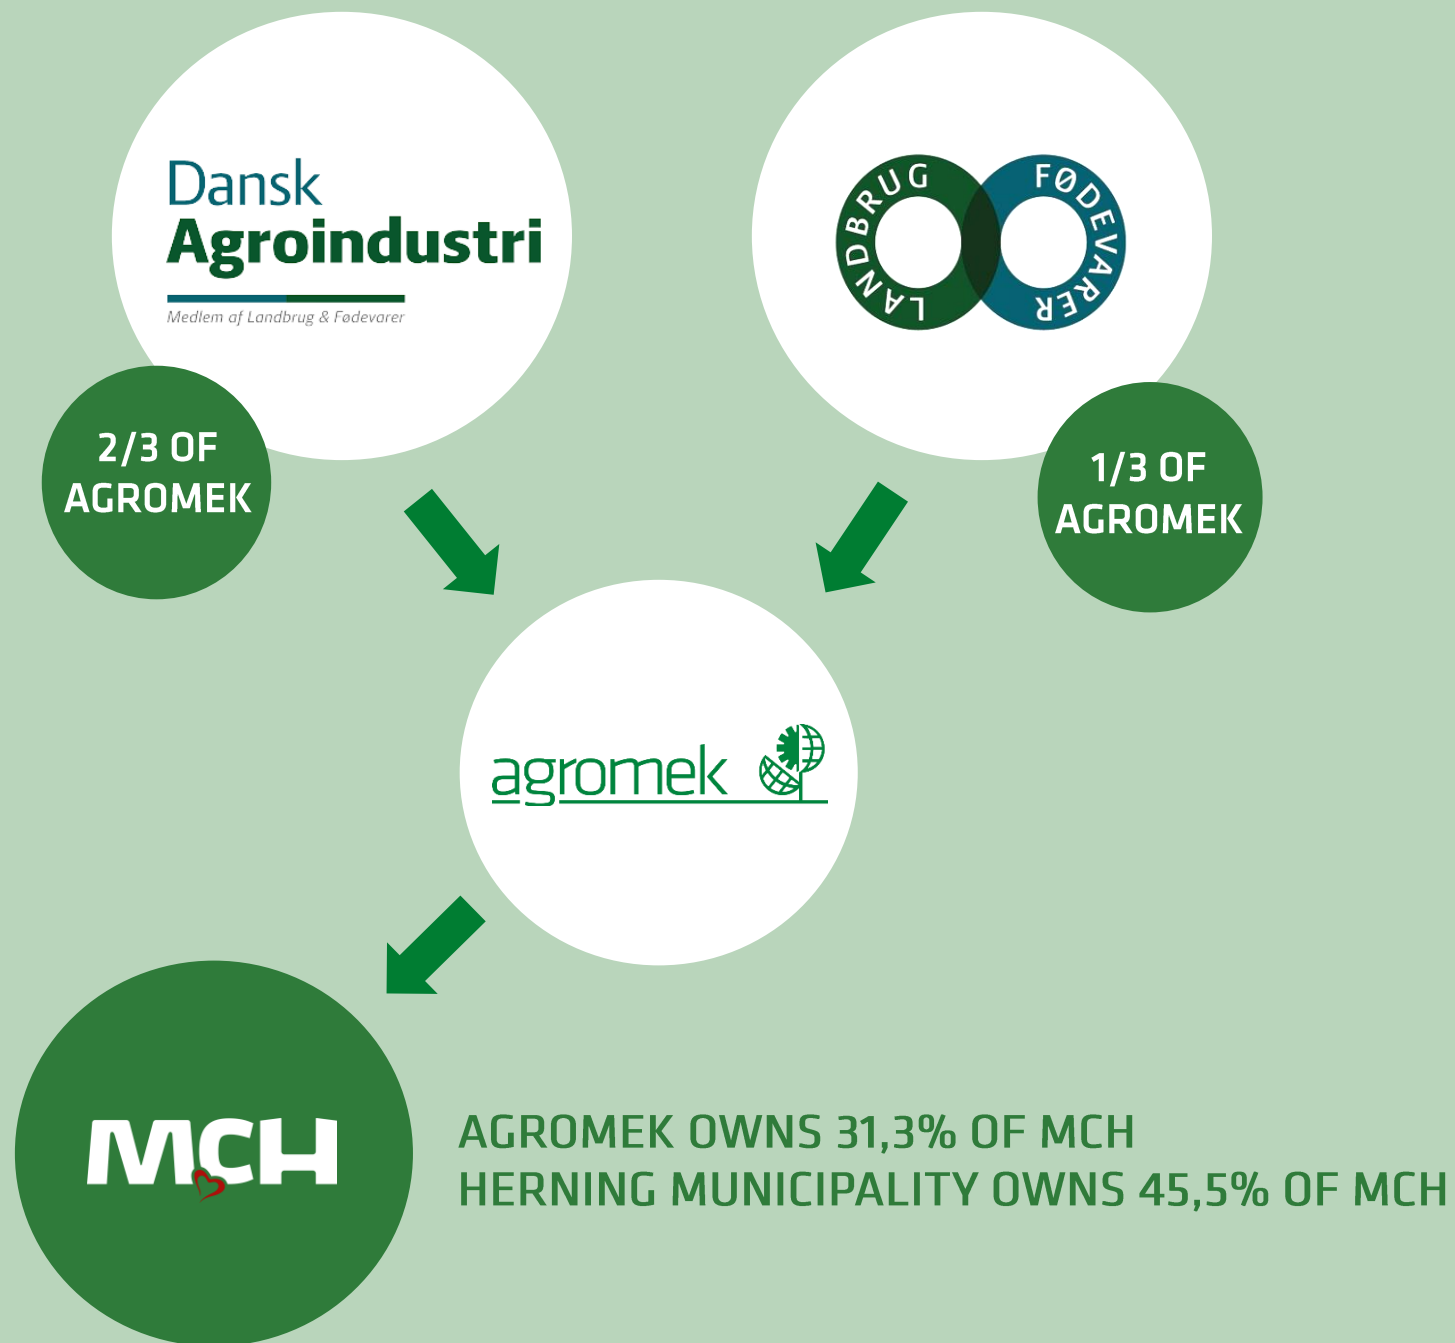 Dansk
Agroindustri
Medlem af Landbrug & Fødevarer
LANDBRUG FØDEVARER
2/3 OF
AGROMEK
1/3 OF
AGROMEK
agromek
MCH
AGROMEK OWNS 31,3% OF MCH
HERNING MUNICIPALITY OWNS 45,5% OF MCH